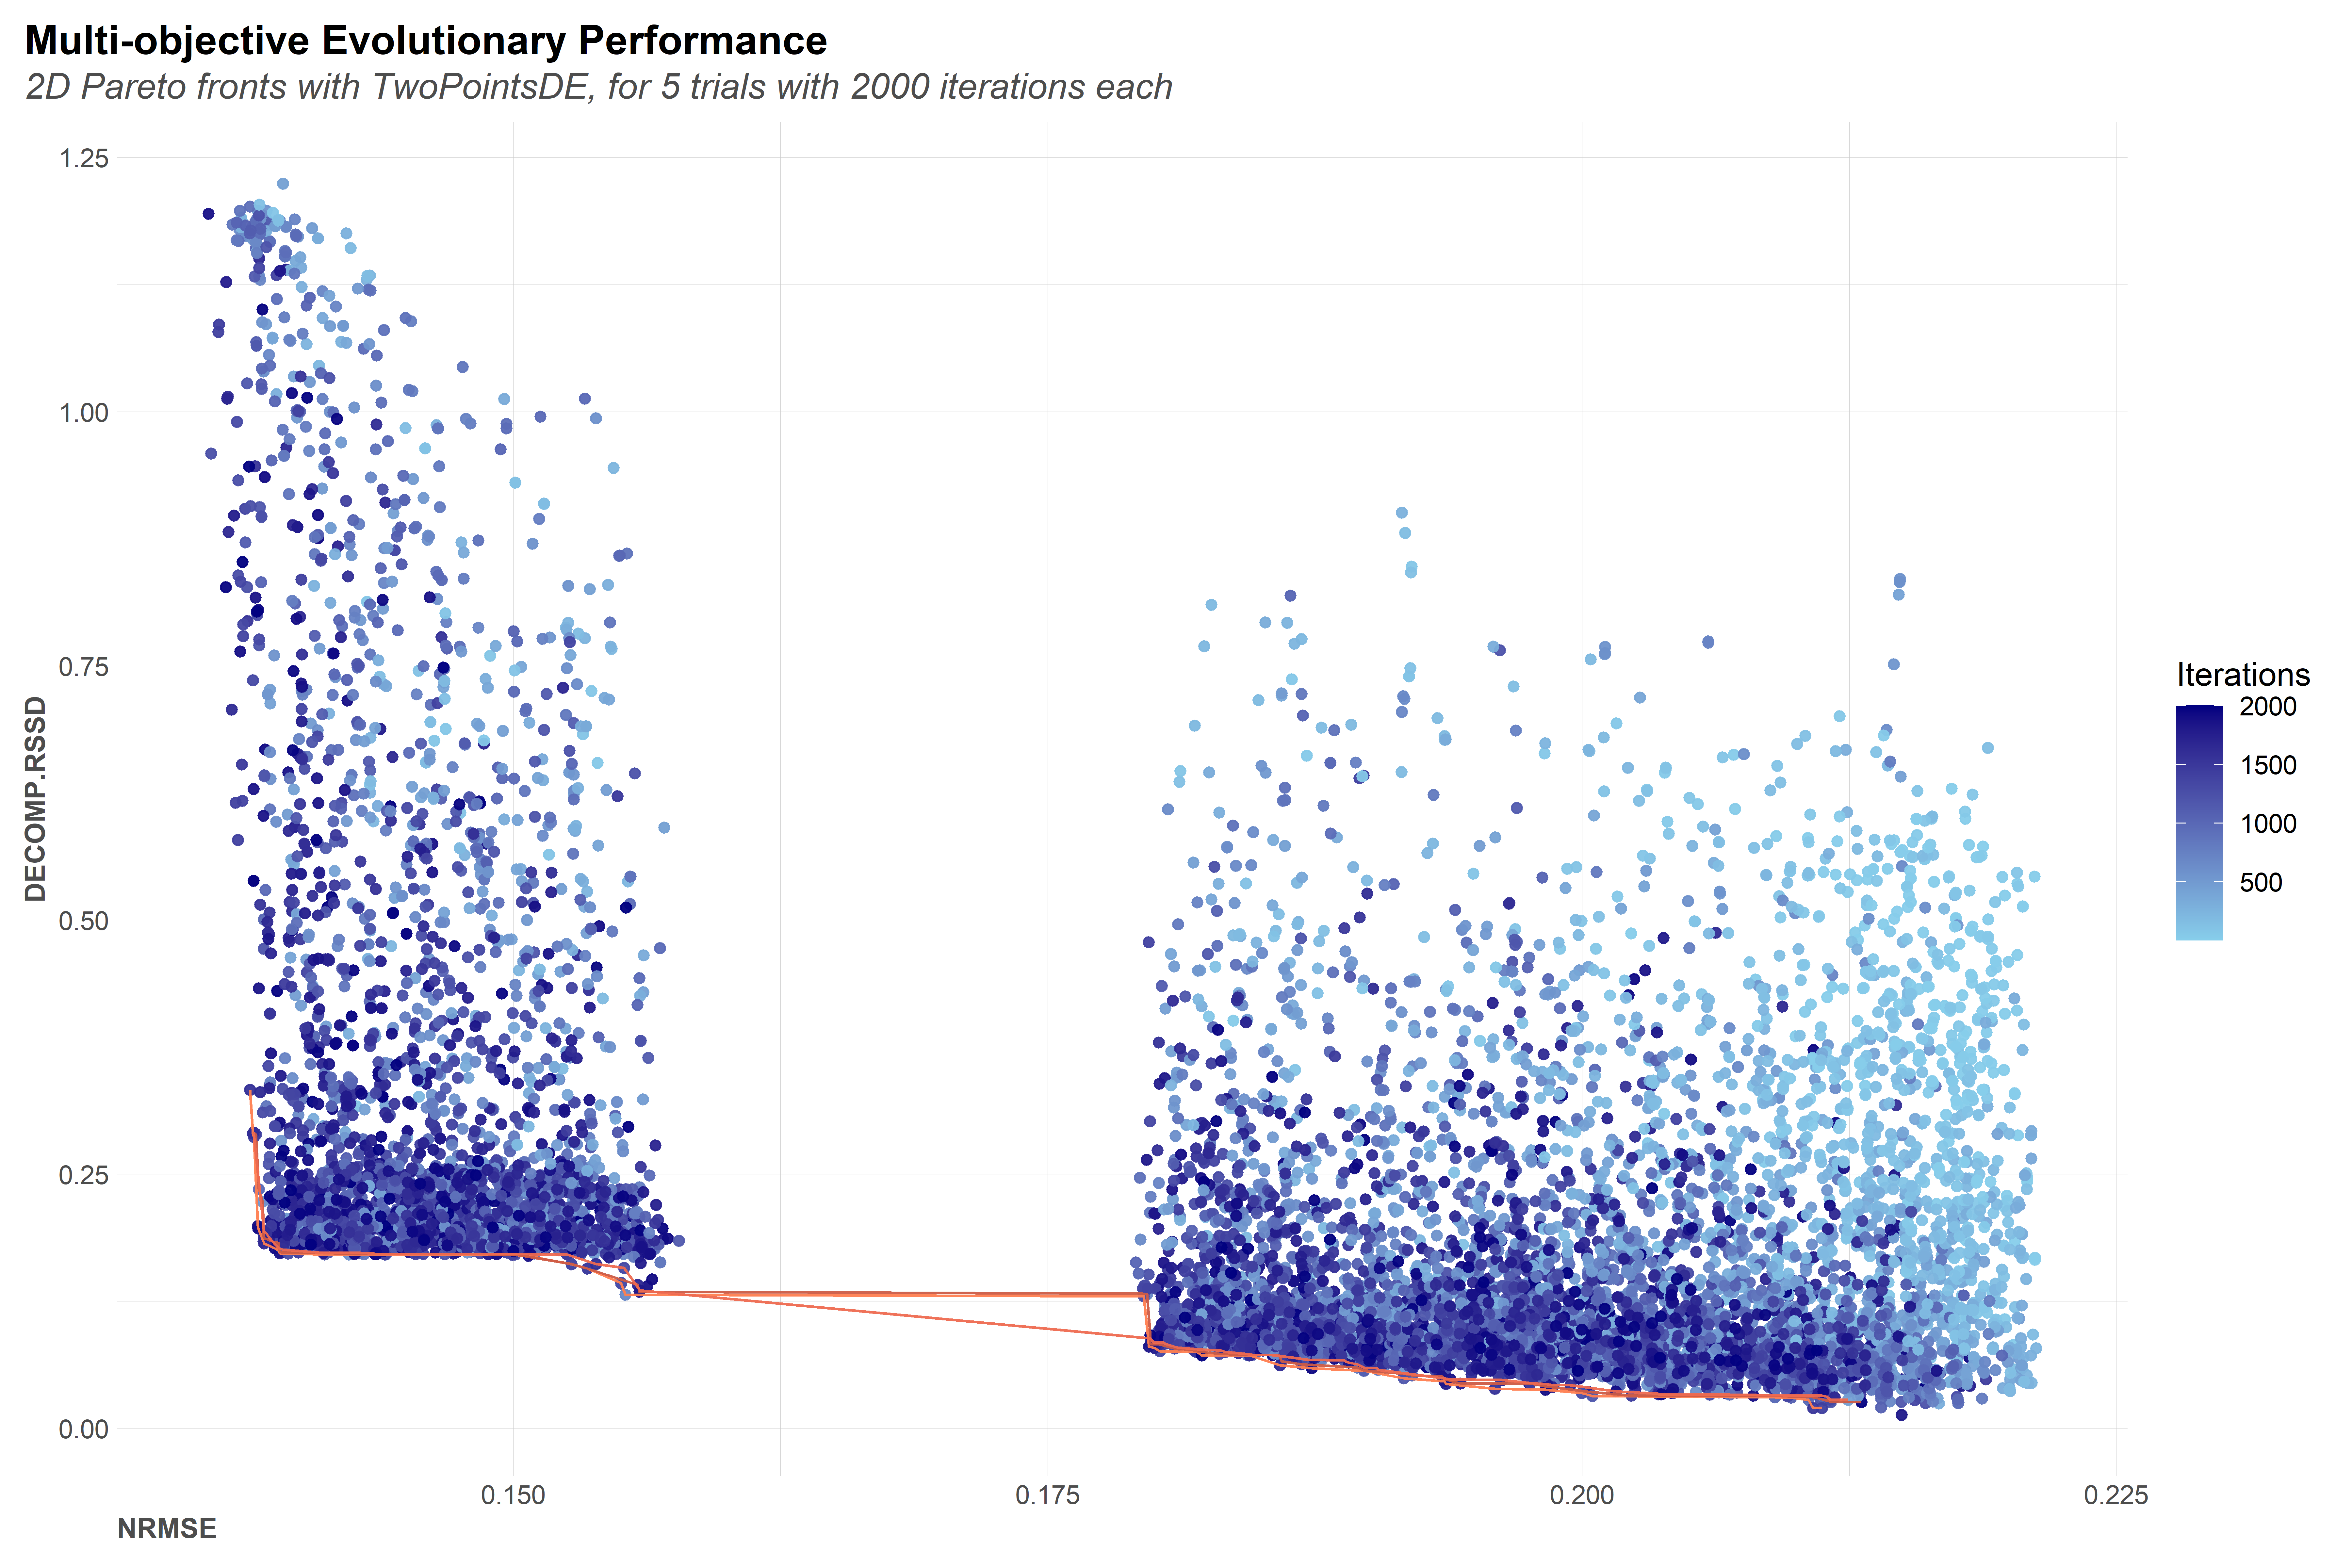 Multi-objective Evolutionary Performance
2D Pareto fronts with TwoPointsDE, for 5 trials with 2000 iterations each
1.25
1.00
0.75
0.50
0.25
0.00
DECOMP.RSSD
0.150
0.175
0.200
0.225
NRMSE
Iterations
2000
1500
1000
500